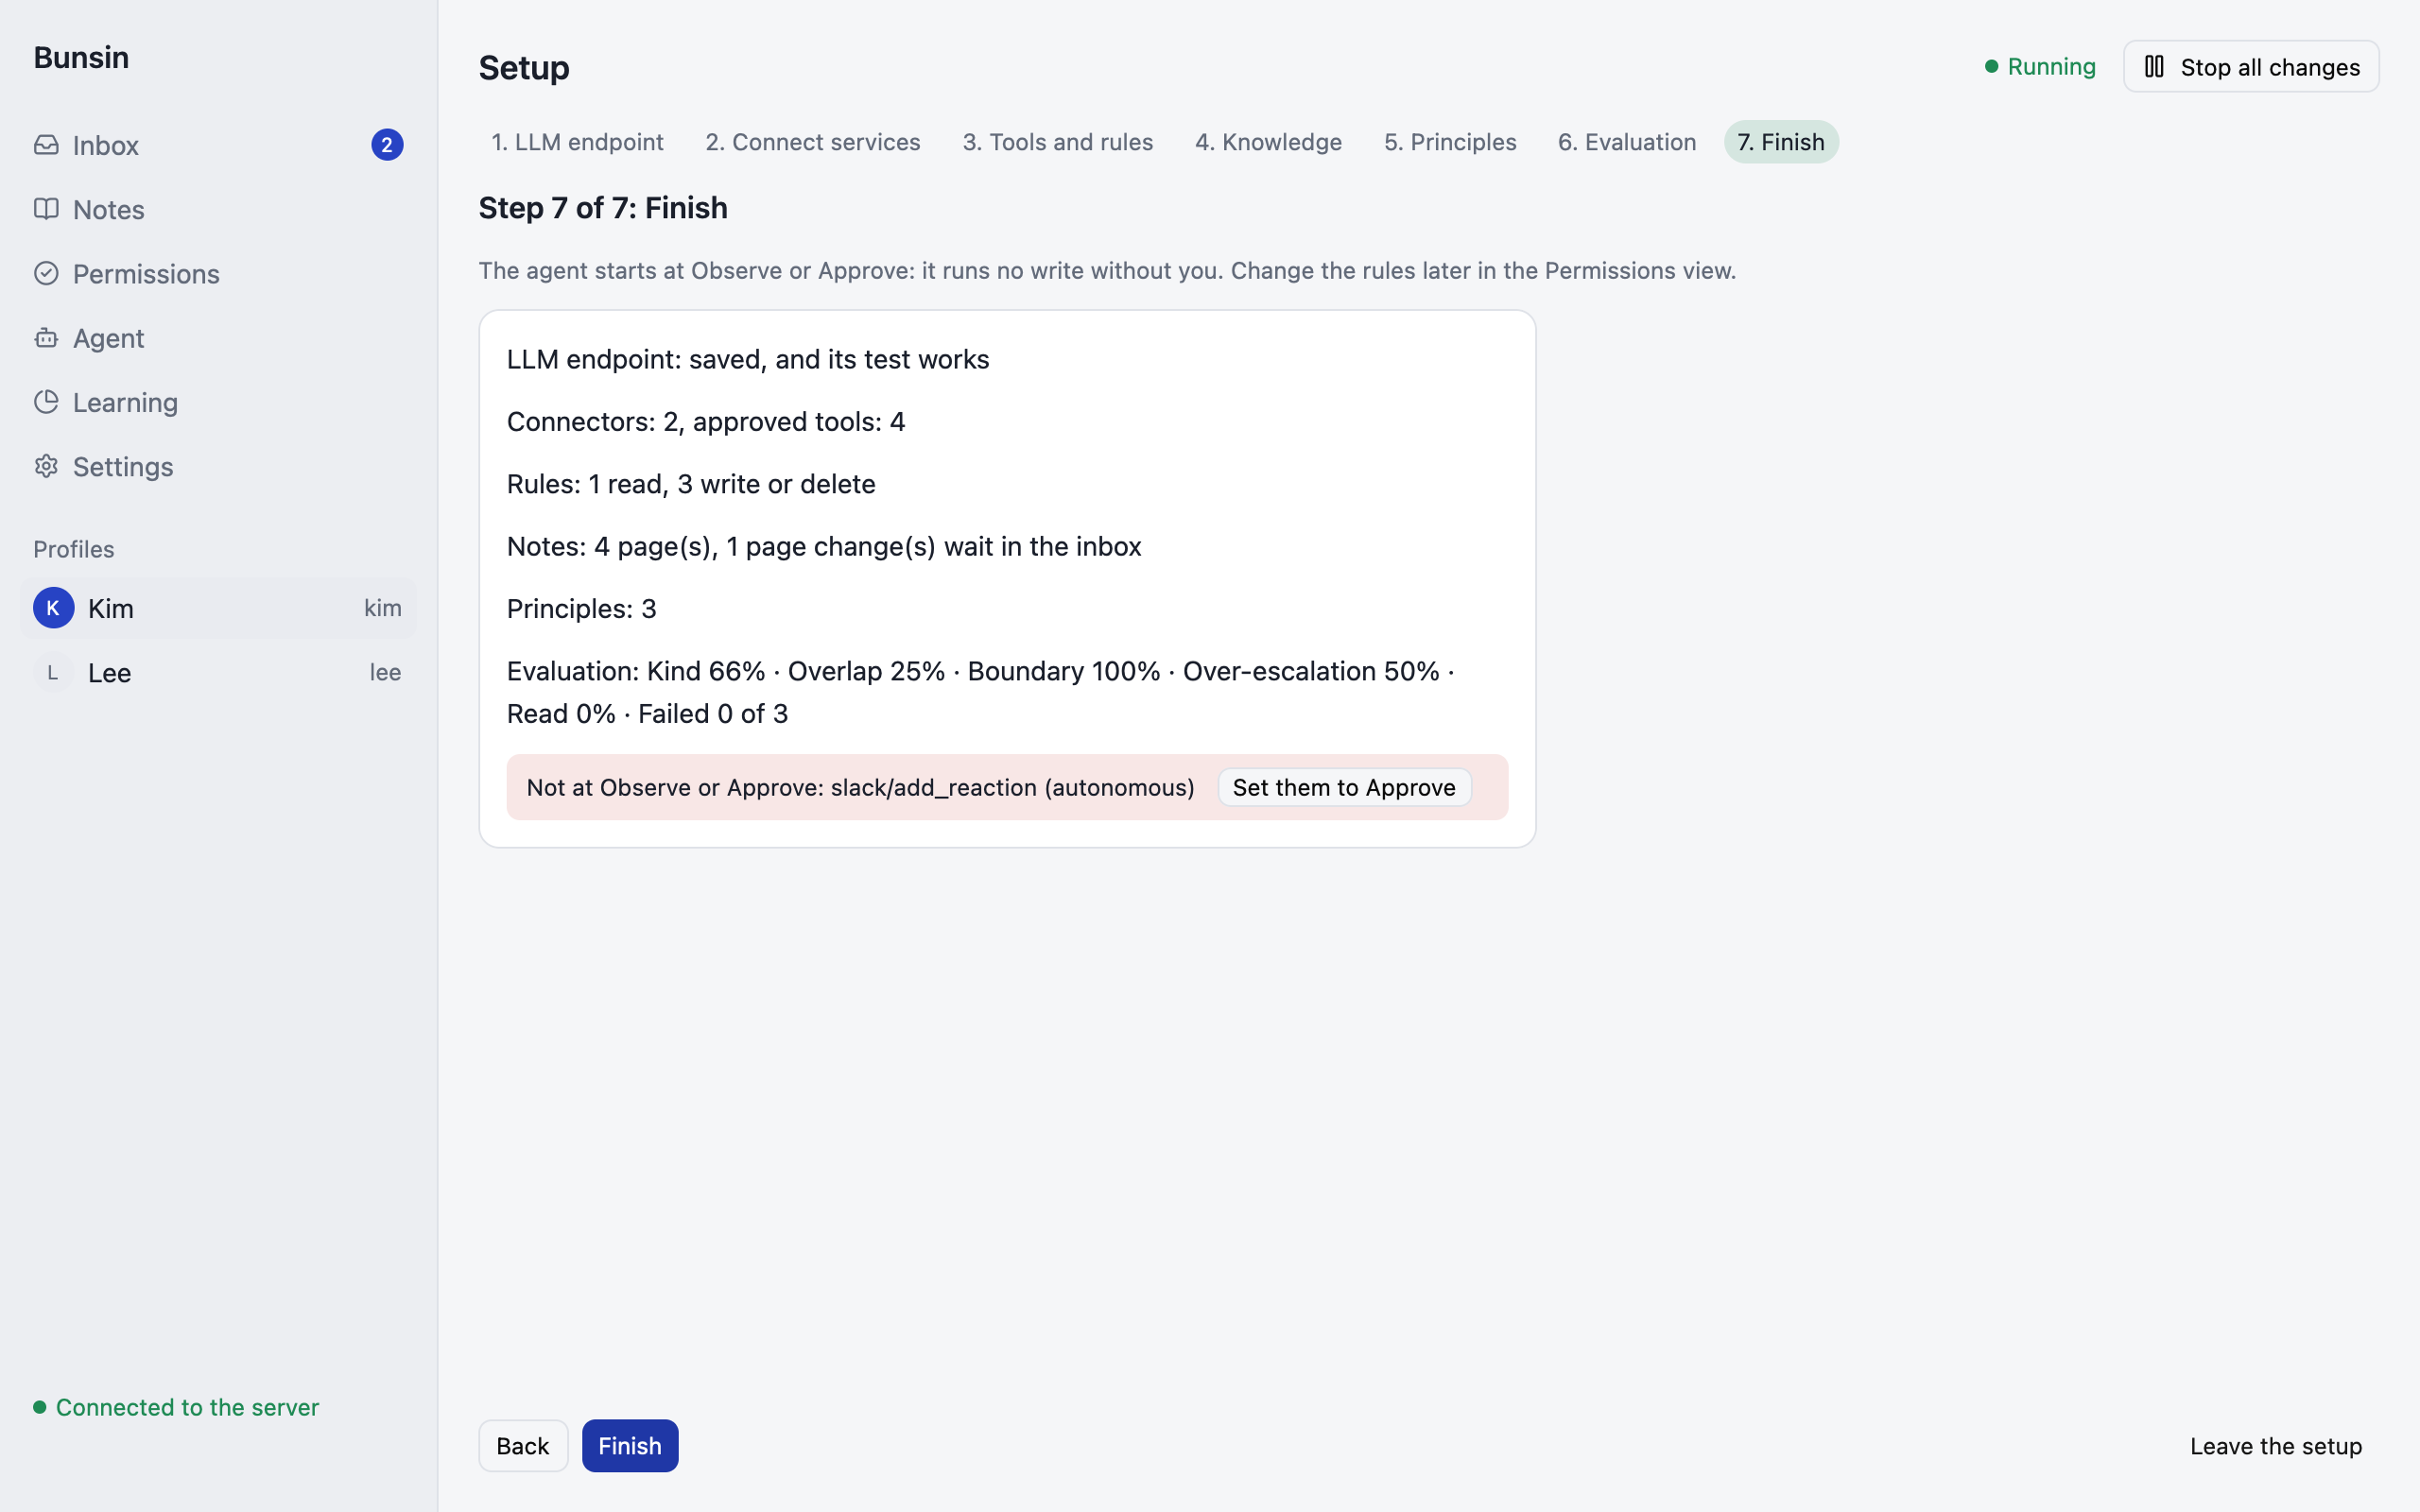 Bunsin
Inbox
2
Notes
Permissions
Agent
Learning
Settings
Profiles
K
Kim
kim
L
Lee
lee
Connected to the server
Setup
Running
Stop all changes
1. LLM endpoint
2. Connect services
3. Tools and rules
4. Knowledge
5. Principles
6. Evaluation
7. Finish
Step 7 of 7: Finish
The agent starts at Observe or Approve: it runs no write without you. Change the rules later in the Permissions view.
LLM endpoint: saved, and its test works
Connectors: 2, approved tools: 4
Rules: 1 read, 3 write or delete
Notes: 4 page(s), 1 page change(s) wait in the inbox
Principles: 3
Evaluation: Kind 66% · Overlap 25% · Boundary 100% · Over-escalation 50% ·
Read 0% · Failed 0 of 3
Not at Observe or Approve: slack/add_reaction (autonomous)
Set them to Approve
Back
Finish
Leave the setup